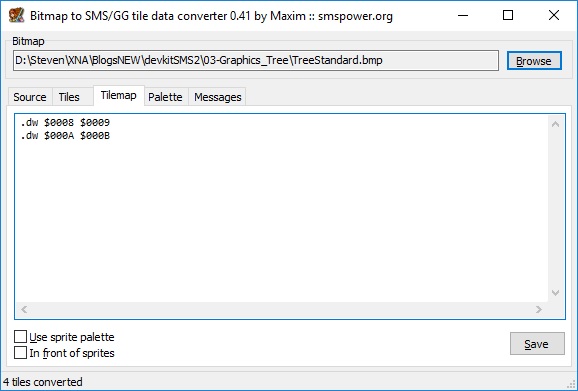 Bitmap to SMS/GG tile data converter 0.41 by Maxim :: smspower.org
Bitmap
D:\Steven\XNA\BlogsNEW\devkitSMS2\03-Graphics_Tree\TreeStandard.bmp
Browse
Source Tiles Tilemap Palette Messages
.dw $0008 $0009
.dw $000A $000B
Use sprite palette
In front of sprites
Save
4 tiles converted